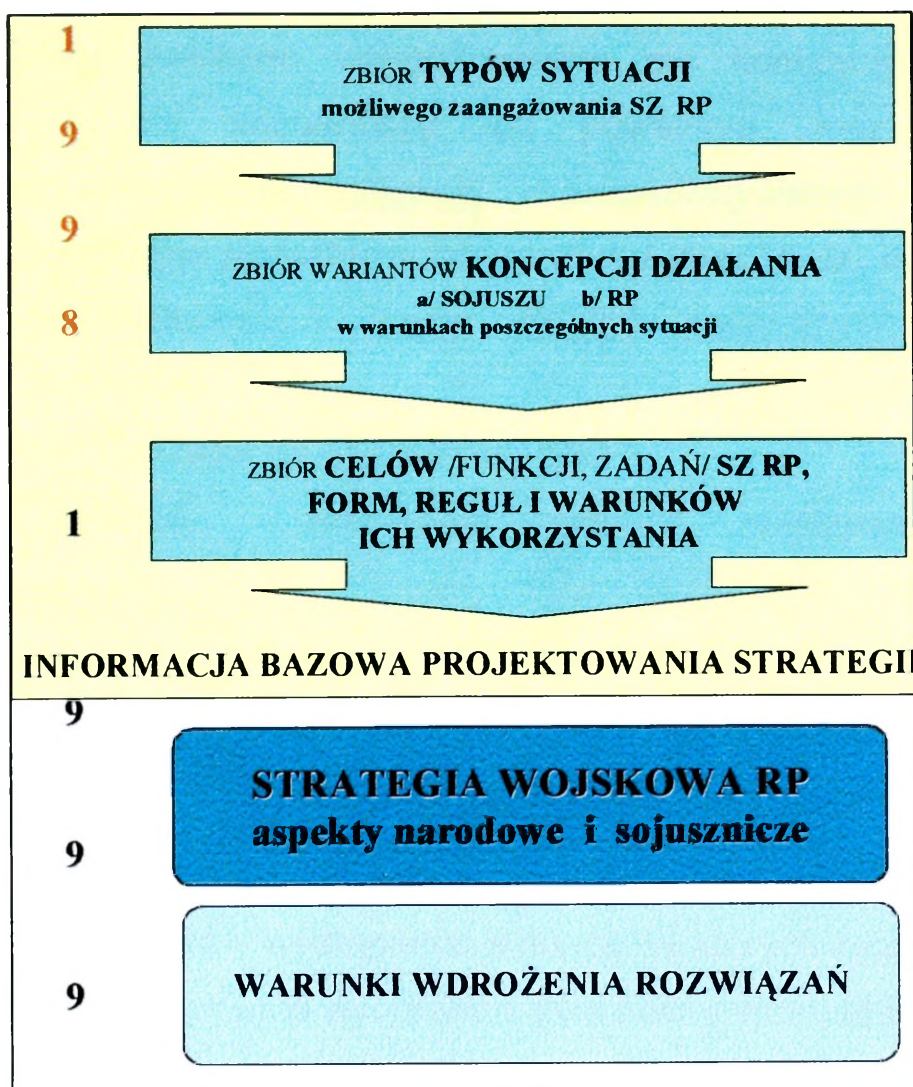 1
ZBIÓR TYPÓW SYTUACJI
możliwego zaangażowania SZ RP
9
9
ZBIÓR WARIANTÓW KONCEPCJI DZIAŁANIA
a/ SOJUSZU b/ RP
8
w warunkach poszczególnych sytuacji
ZBIÓR CELÓW /FUNKCJI, ZADAŃ/ SZ RP,
FORM, REGUŁ I WARUNKÓW
1
ICH WYKORZYSTANIA
INFORMACJA BAZOWA PROJEKTOWANIA STRATEGII
9
STRATEGIA WOJSKOWA RP
aspekty narodowe i sojusznicze
9
WARUNKI WDROŻENIA ROZWIĄZAŃ
9